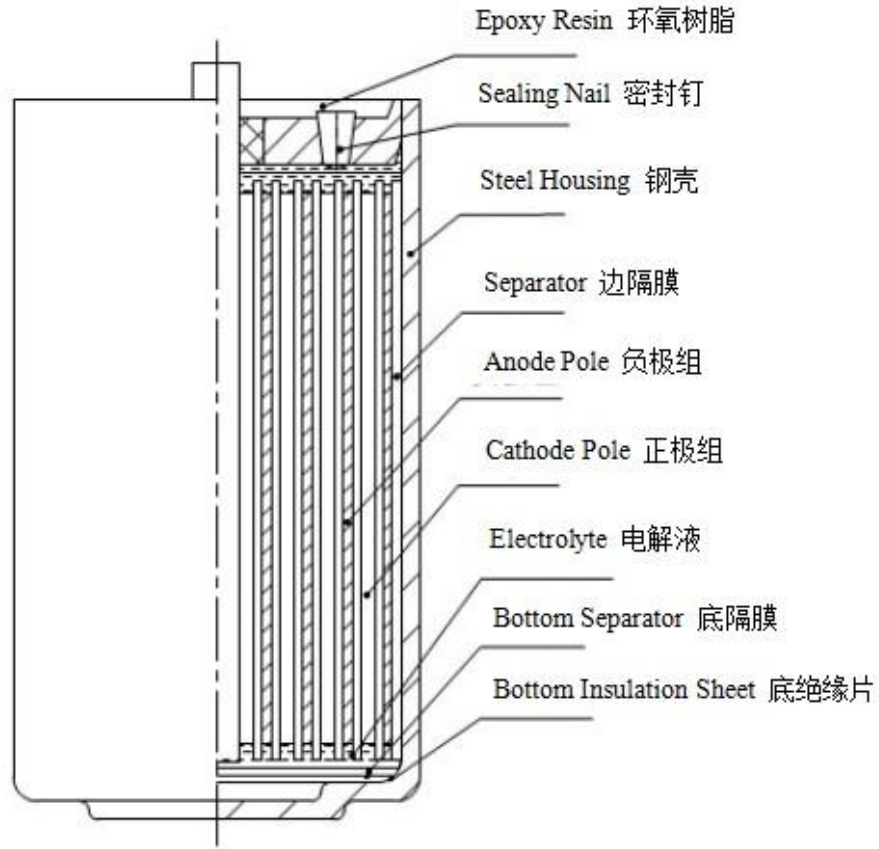 Epoxy Resin 环氧树脂
Sealing Nail 密封钉
Steel Housing 钢壳
Separator 边隔膜
Anode Pole 负极组
Cathode Pole 正极组
Electrolyte 电解液
Bottom Separator 底隔膜
Bottom Insulation Sheet 底绝缘片